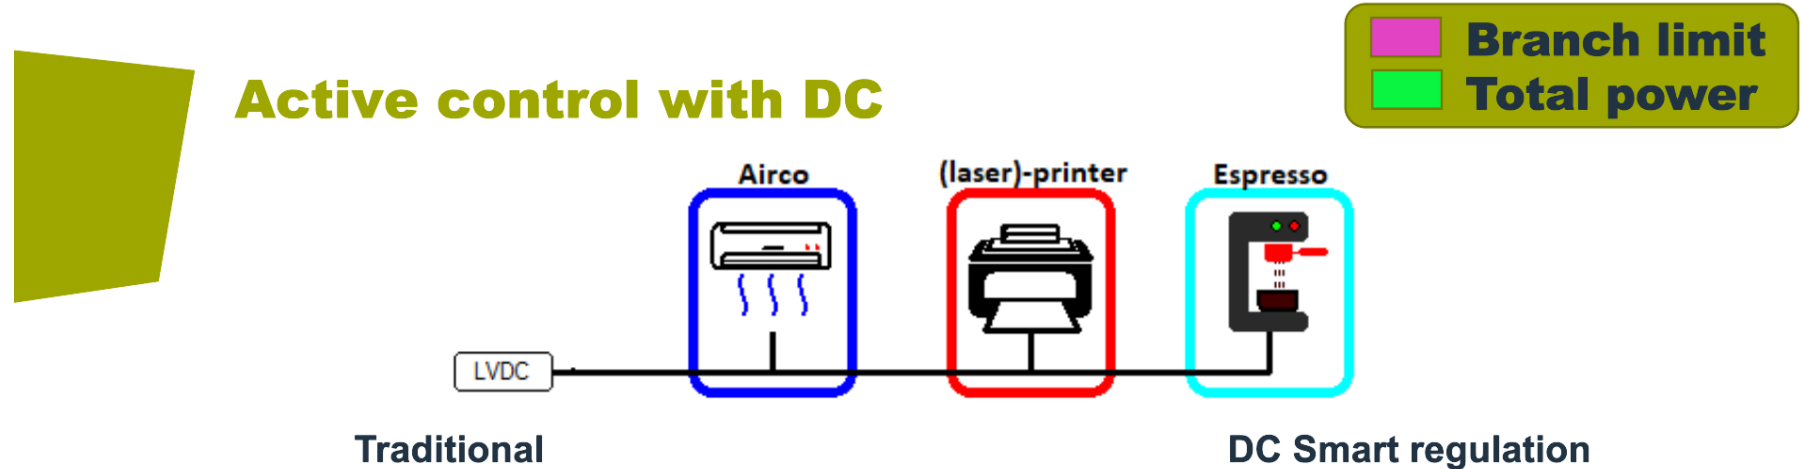 Branch limit
Total power
Active control with DC
Airco
(laser)-printer
Espresso
LVDC
Traditional
DC Smart regulation